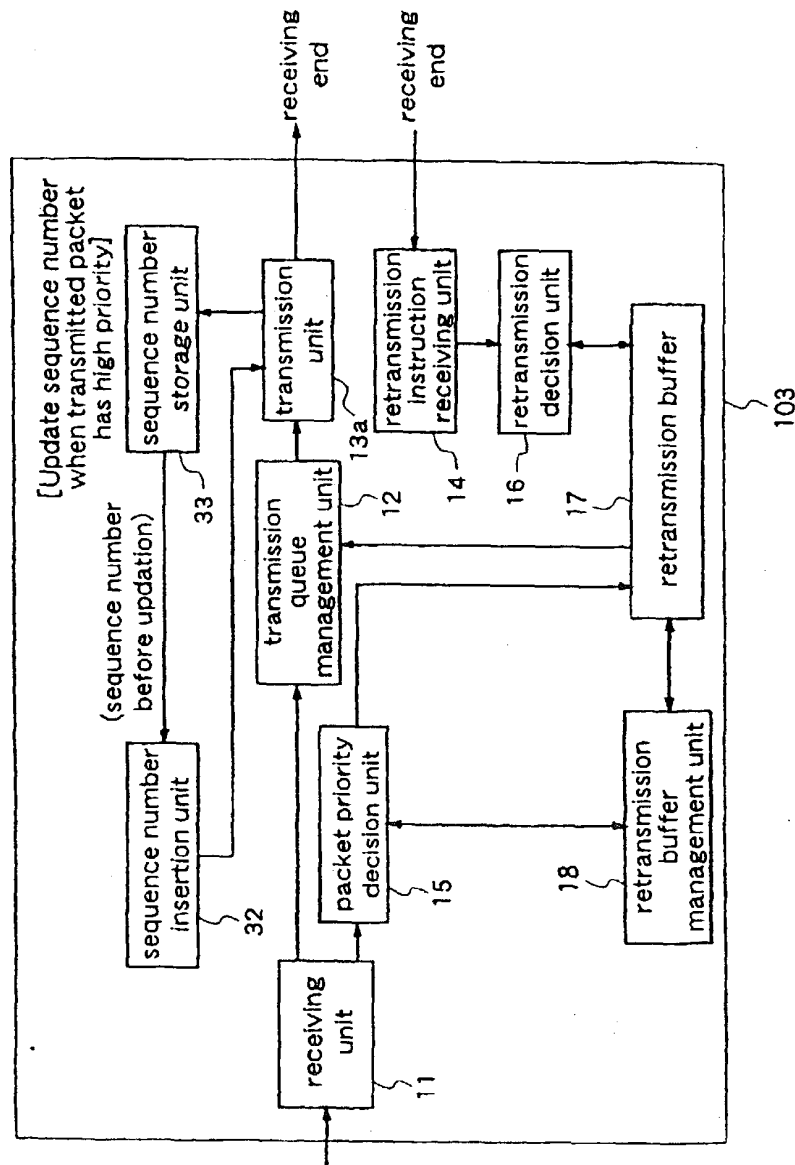 [Update sequence number
when transmitted packet
has high priority]
sequence number
storage unit
33
(sequence number
before updation)
sequence number
insertion unit
32
receiving
end
transmission
unit
13a
transmission
queue
management unit
12
receiving
unit
11
packet priority
decision unit
15
receiving
end
retransmission
instruction
receiving unit
14
retransmission
decision unit
16
retransmission buffer
17
retransmission
buffer
management unit
18
103